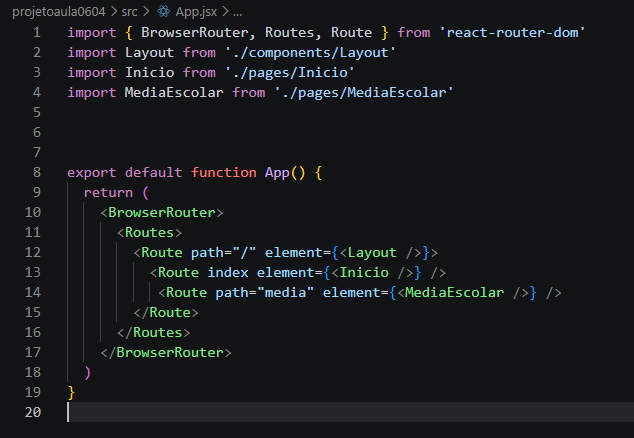 projetoaula0604 > src > App.jsx > ...
1 import { BrowserRouter, Routes, Route } from 'react-router-dom'
2 import Layout from './components/Layout'
3 import Inicio from './pages/Inicio'
4 import MediaEscolar from './pages/MediaEscolar'
5
6
7
8 export default function App() {
9   return (
10     <BrowserRouter>
11       <Routes>
12         <Route path="/" element={<Layout />}>
13           <Route index element={<Inicio />} />
14            <Route path="media" element={<MediaEscolar />} />
15         </Route>
16       </Routes>
17     </BrowserRouter>
18   )
19 }
20